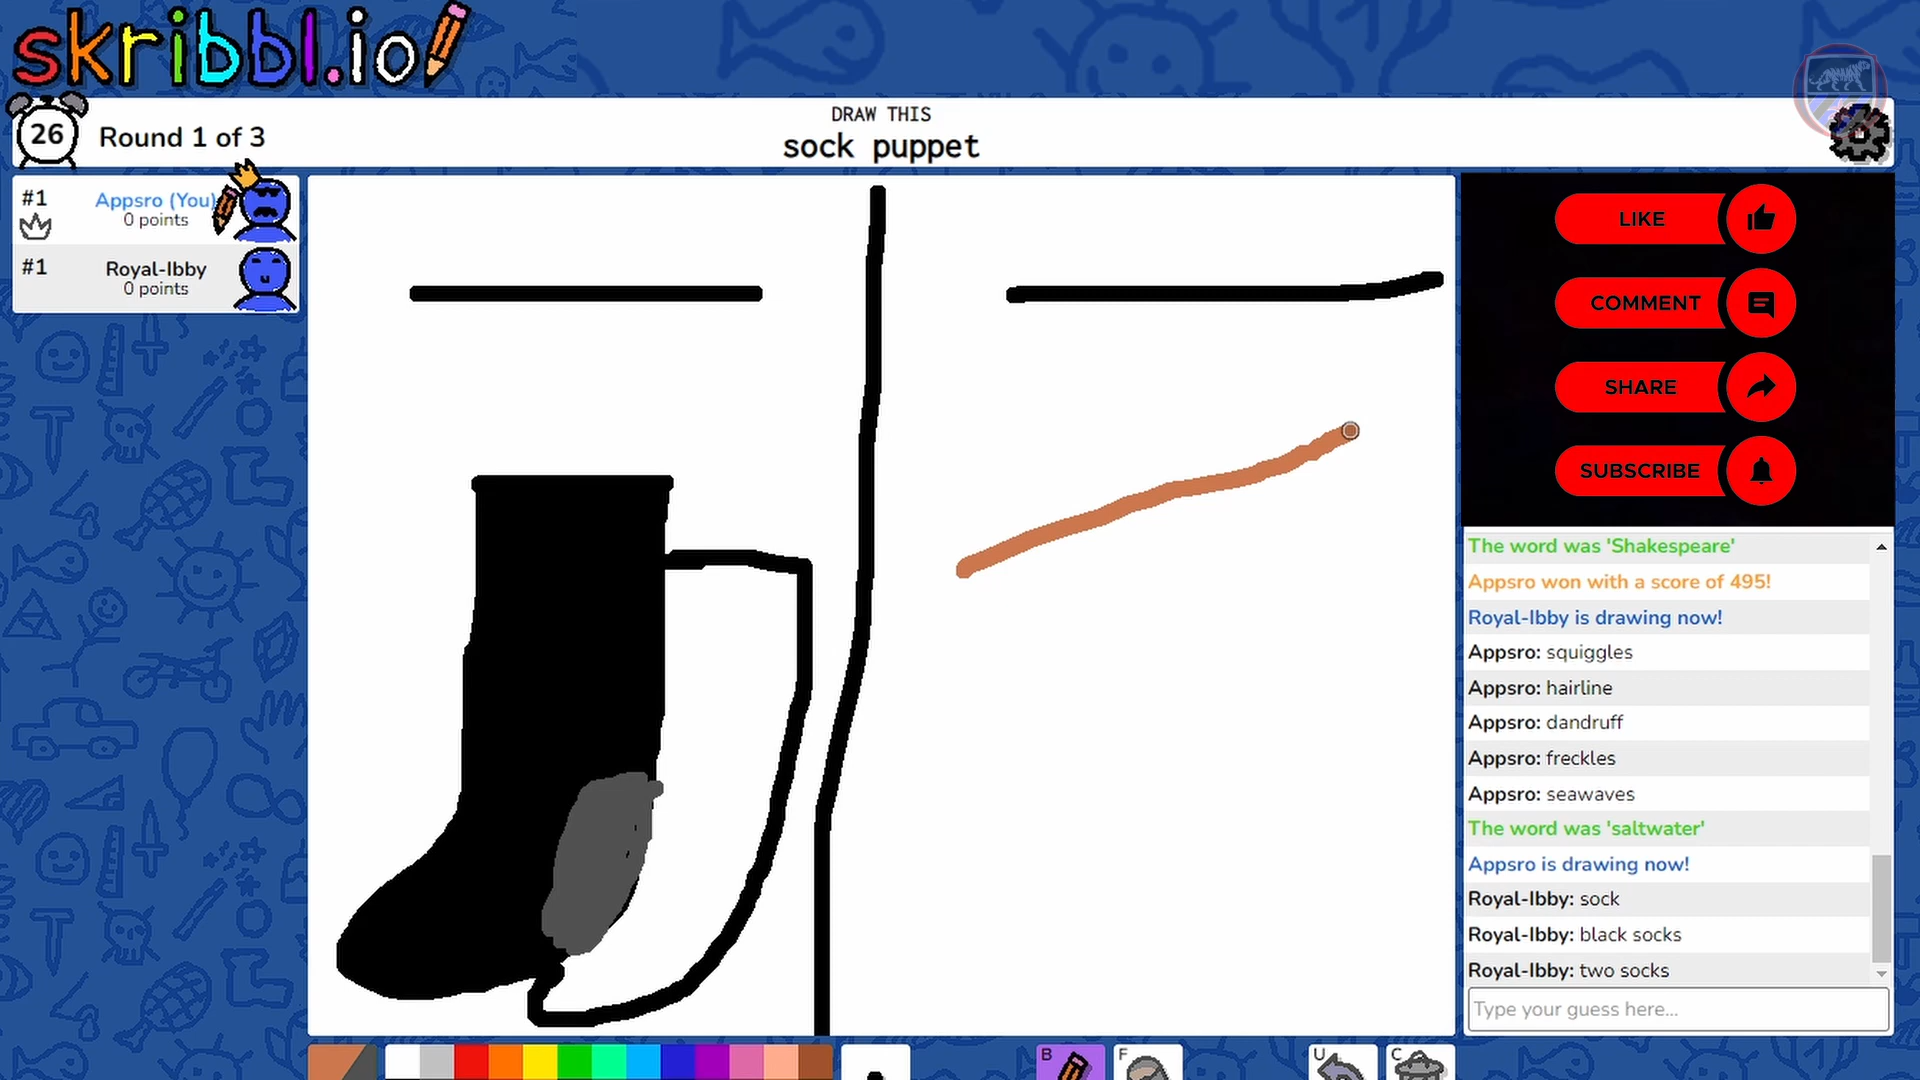 skribbl.io
26
Round 1 of 3
DRAW THIS
sock puppet
#1
Appsro (You)
0 points
#1
Royal-Ibby
0 points
LIKE
COMMENT
SHARE
SUBSCRIBE
The word was 'Shakespeare'
Appsro won with a score of 495!
Royal-Ibby is drawing now!
Appsro: squiggles
Appsro: hairline
Appsro: dandruff
Appsro: freckles
Appsro: seawaves
The word was 'saltwater'
Appsro is drawing now!
Royal-Ibby: sock
Royal-Ibby: black socks
Royal-Ibby: two socks
Type your guess here...
B
F
U
C